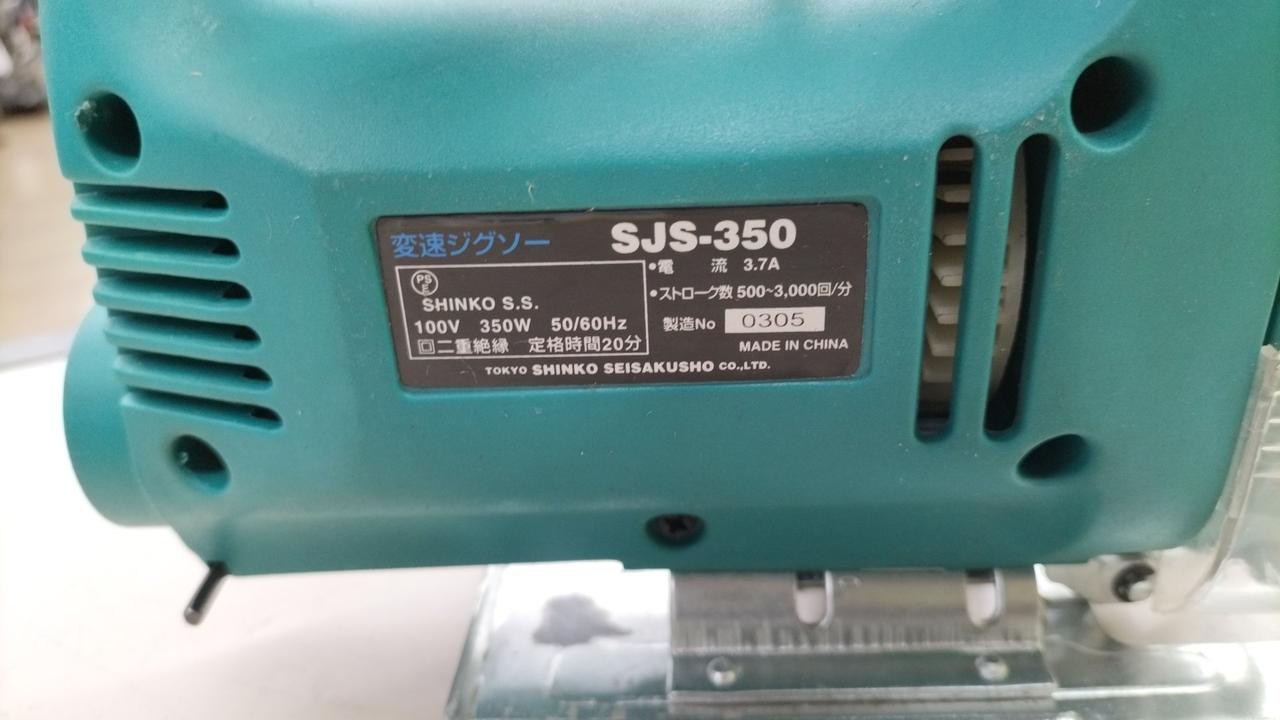 変速ジグソー SJS-350
PSE
SHINKO S.S.
100V 350W 50/60Hz
回二重絶縁 定格時間20分
•電 流 3.7A
•ストローク数 500~3,000回/分
製造No 0305
MADE IN CHINA
TOKYO SHINKO SEISAKUSHO CO.,LTD.